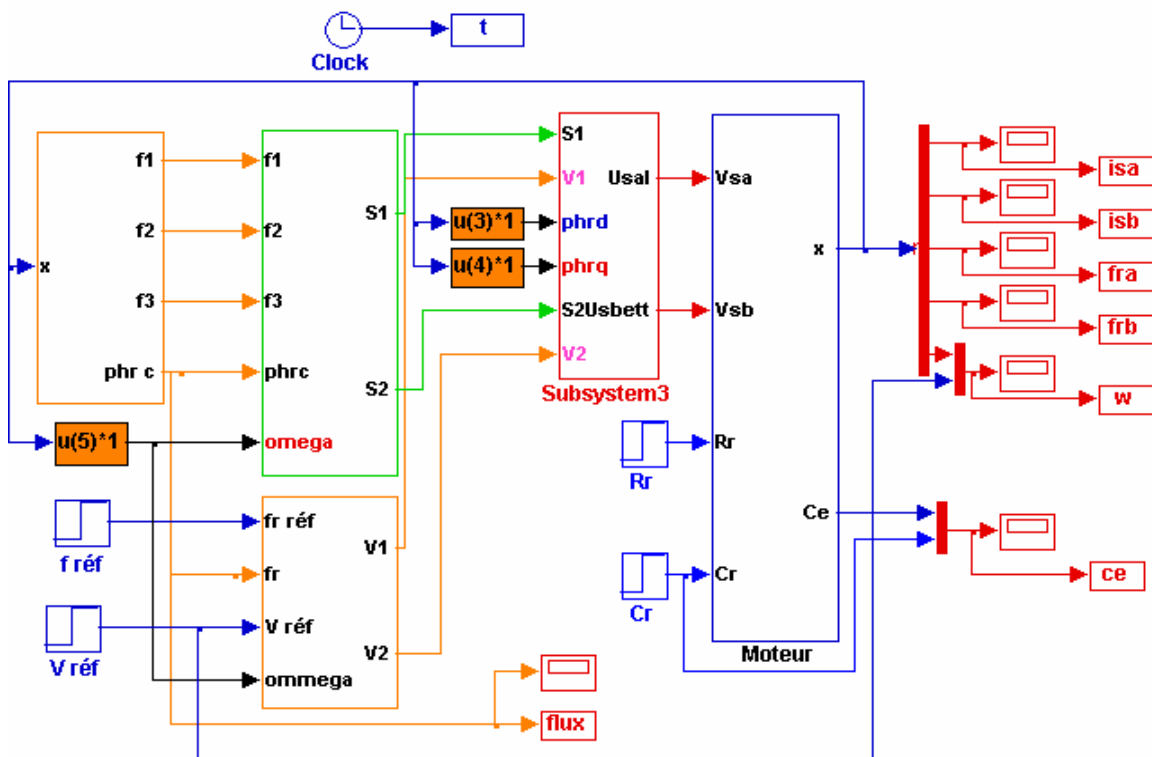 t
Clock
x
f1
f2
f3
phr c
f1
f2
f3
phrc
omega
S1
S2
u(5)*1
u(3)*1
u(4)*1
S1
V1
phrd
phrq
S2Usbett
V2
Usal
Subsystem3
Vsa
Vsb
Rr
Cr
x
Ce
Moteur
Rr
Cr
f réf
V réf
fr réf
fr
V réf
ommega
V1
V2
isa
isb
fra
frb
w
ce
flux